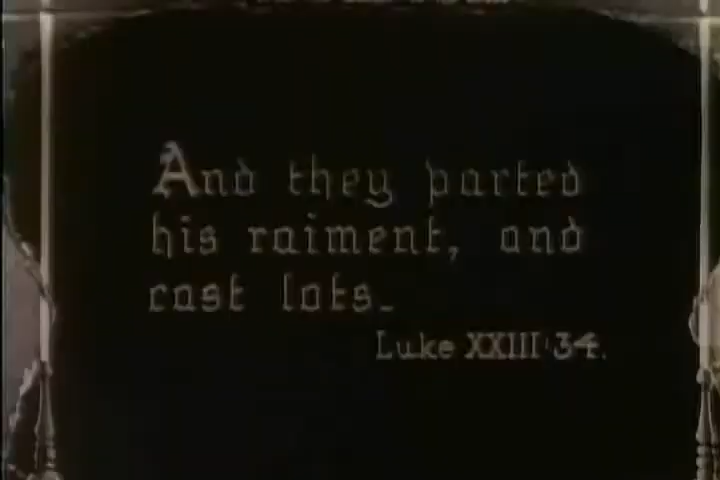 And they parted
his raiment, and
cast lots.
Luke XXIII:34.